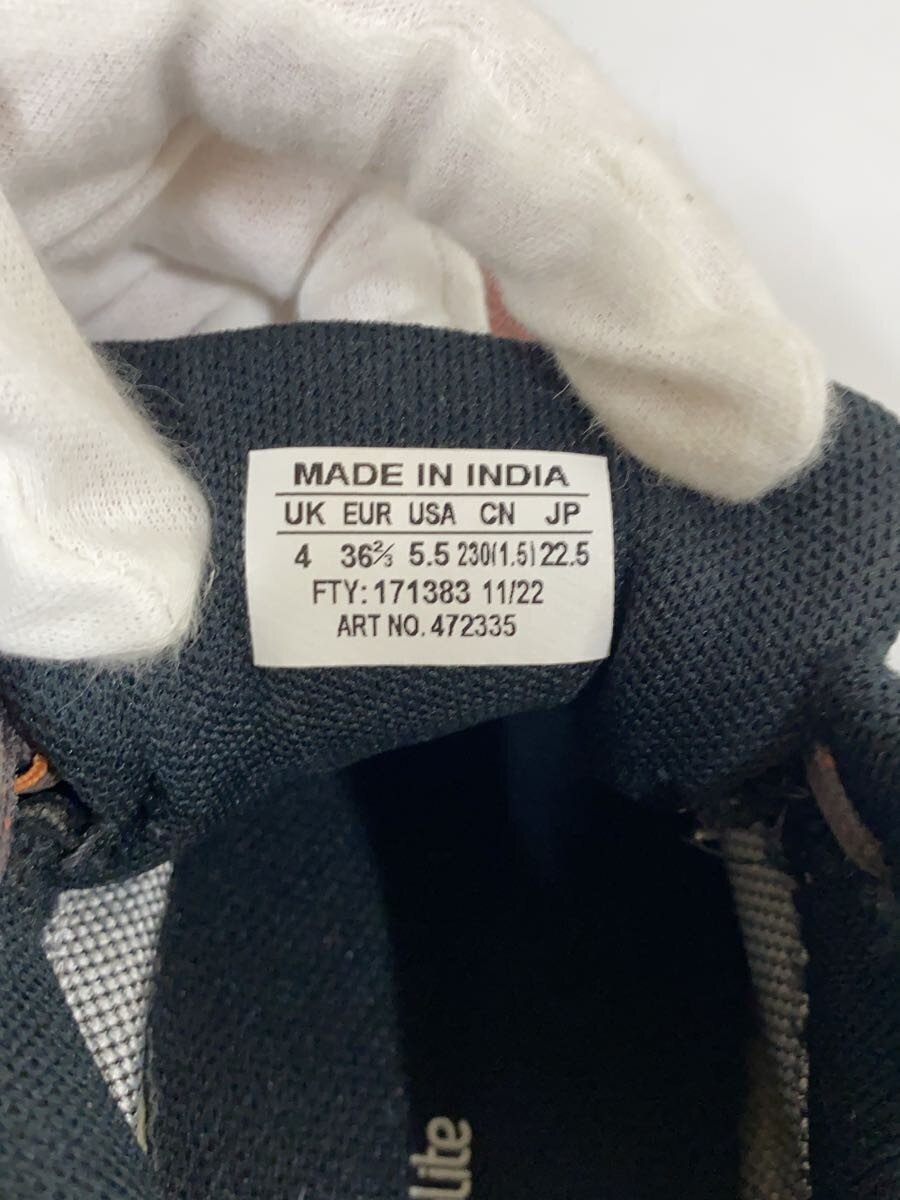 MADE IN INDIA
UK EUR USA CN JP
4 36⅔ 5.5 230(1.5) 22.5
FTY: 171383 11/22
ART NO. 472335
lite